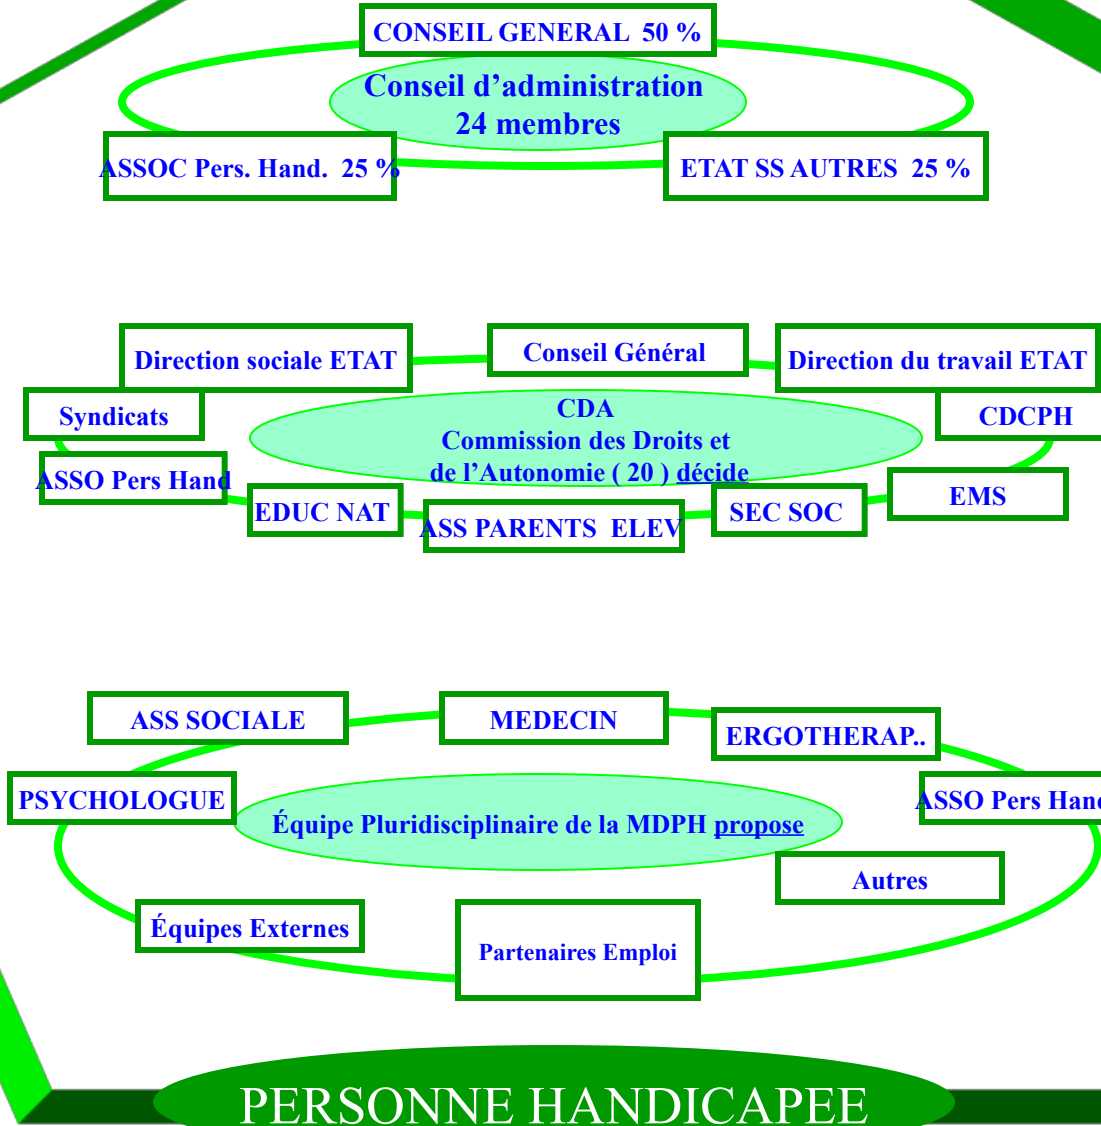 CONSEIL GENERAL 50 %
Conseil d’administration
24 membres
ASSOC Pers. Hand. 25 %
ETAT SS AUTRES 25 %
Direction sociale ETAT
Conseil Général
Direction du travail ETAT
Syndicats
CDA
CDCPH
Commission des Droits et
de l’Autonomie ( 20 ) décide
ASSO Pers Hand
EMS
EDUC NAT
ASS PARENTS ELEV
SEC SOC
ASS SOCIALE
MEDECIN
ERGOTHERAP..
PSYCHOLOGUE
ASSO Pers Hand
Équipe Pluridisciplinaire de la MDPH propose
Autres
Équipes Externes
Partenaires Emploi
PERSONNE HANDICAPEE